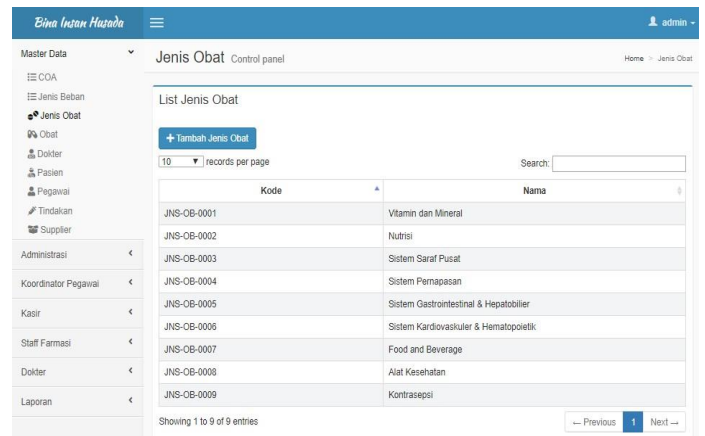 Bina Insan Husada
admin
Master Data
COA
Jenis Beban
Jenis Obat
Obat
Dokter
Pasien
Pegawai
Tindakan
Supplier
Administrasi
Koordinator Pegawai
Kasir
Staff Farmasi
Dokter
Laporan
Jenis Obat Control panel
Home > Jenis Obat
List Jenis Obat
+ Tambah Jenis Obat
10 records per page Search:
Kode Nama
JNS-OB-0001 Vitamin dan Mineral
JNS-OB-0002 Nutrisi
JNS-OB-0003 Sistem Saraf Pusat
JNS-OB-0004 Sistem Pernapasan
JNS-OB-0005 Sistem Gastrointestinal & Hepatobilier
JNS-OB-0006 Sistem Kardiovaskuler & Hematopoietik
JNS-OB-0007 Food and Beverage
JNS-OB-0008 Alat Kesehatan
JNS-OB-0009 Kontrasepsi
Showing 1 to 9 of 9 entries
← Previous 1 Next →